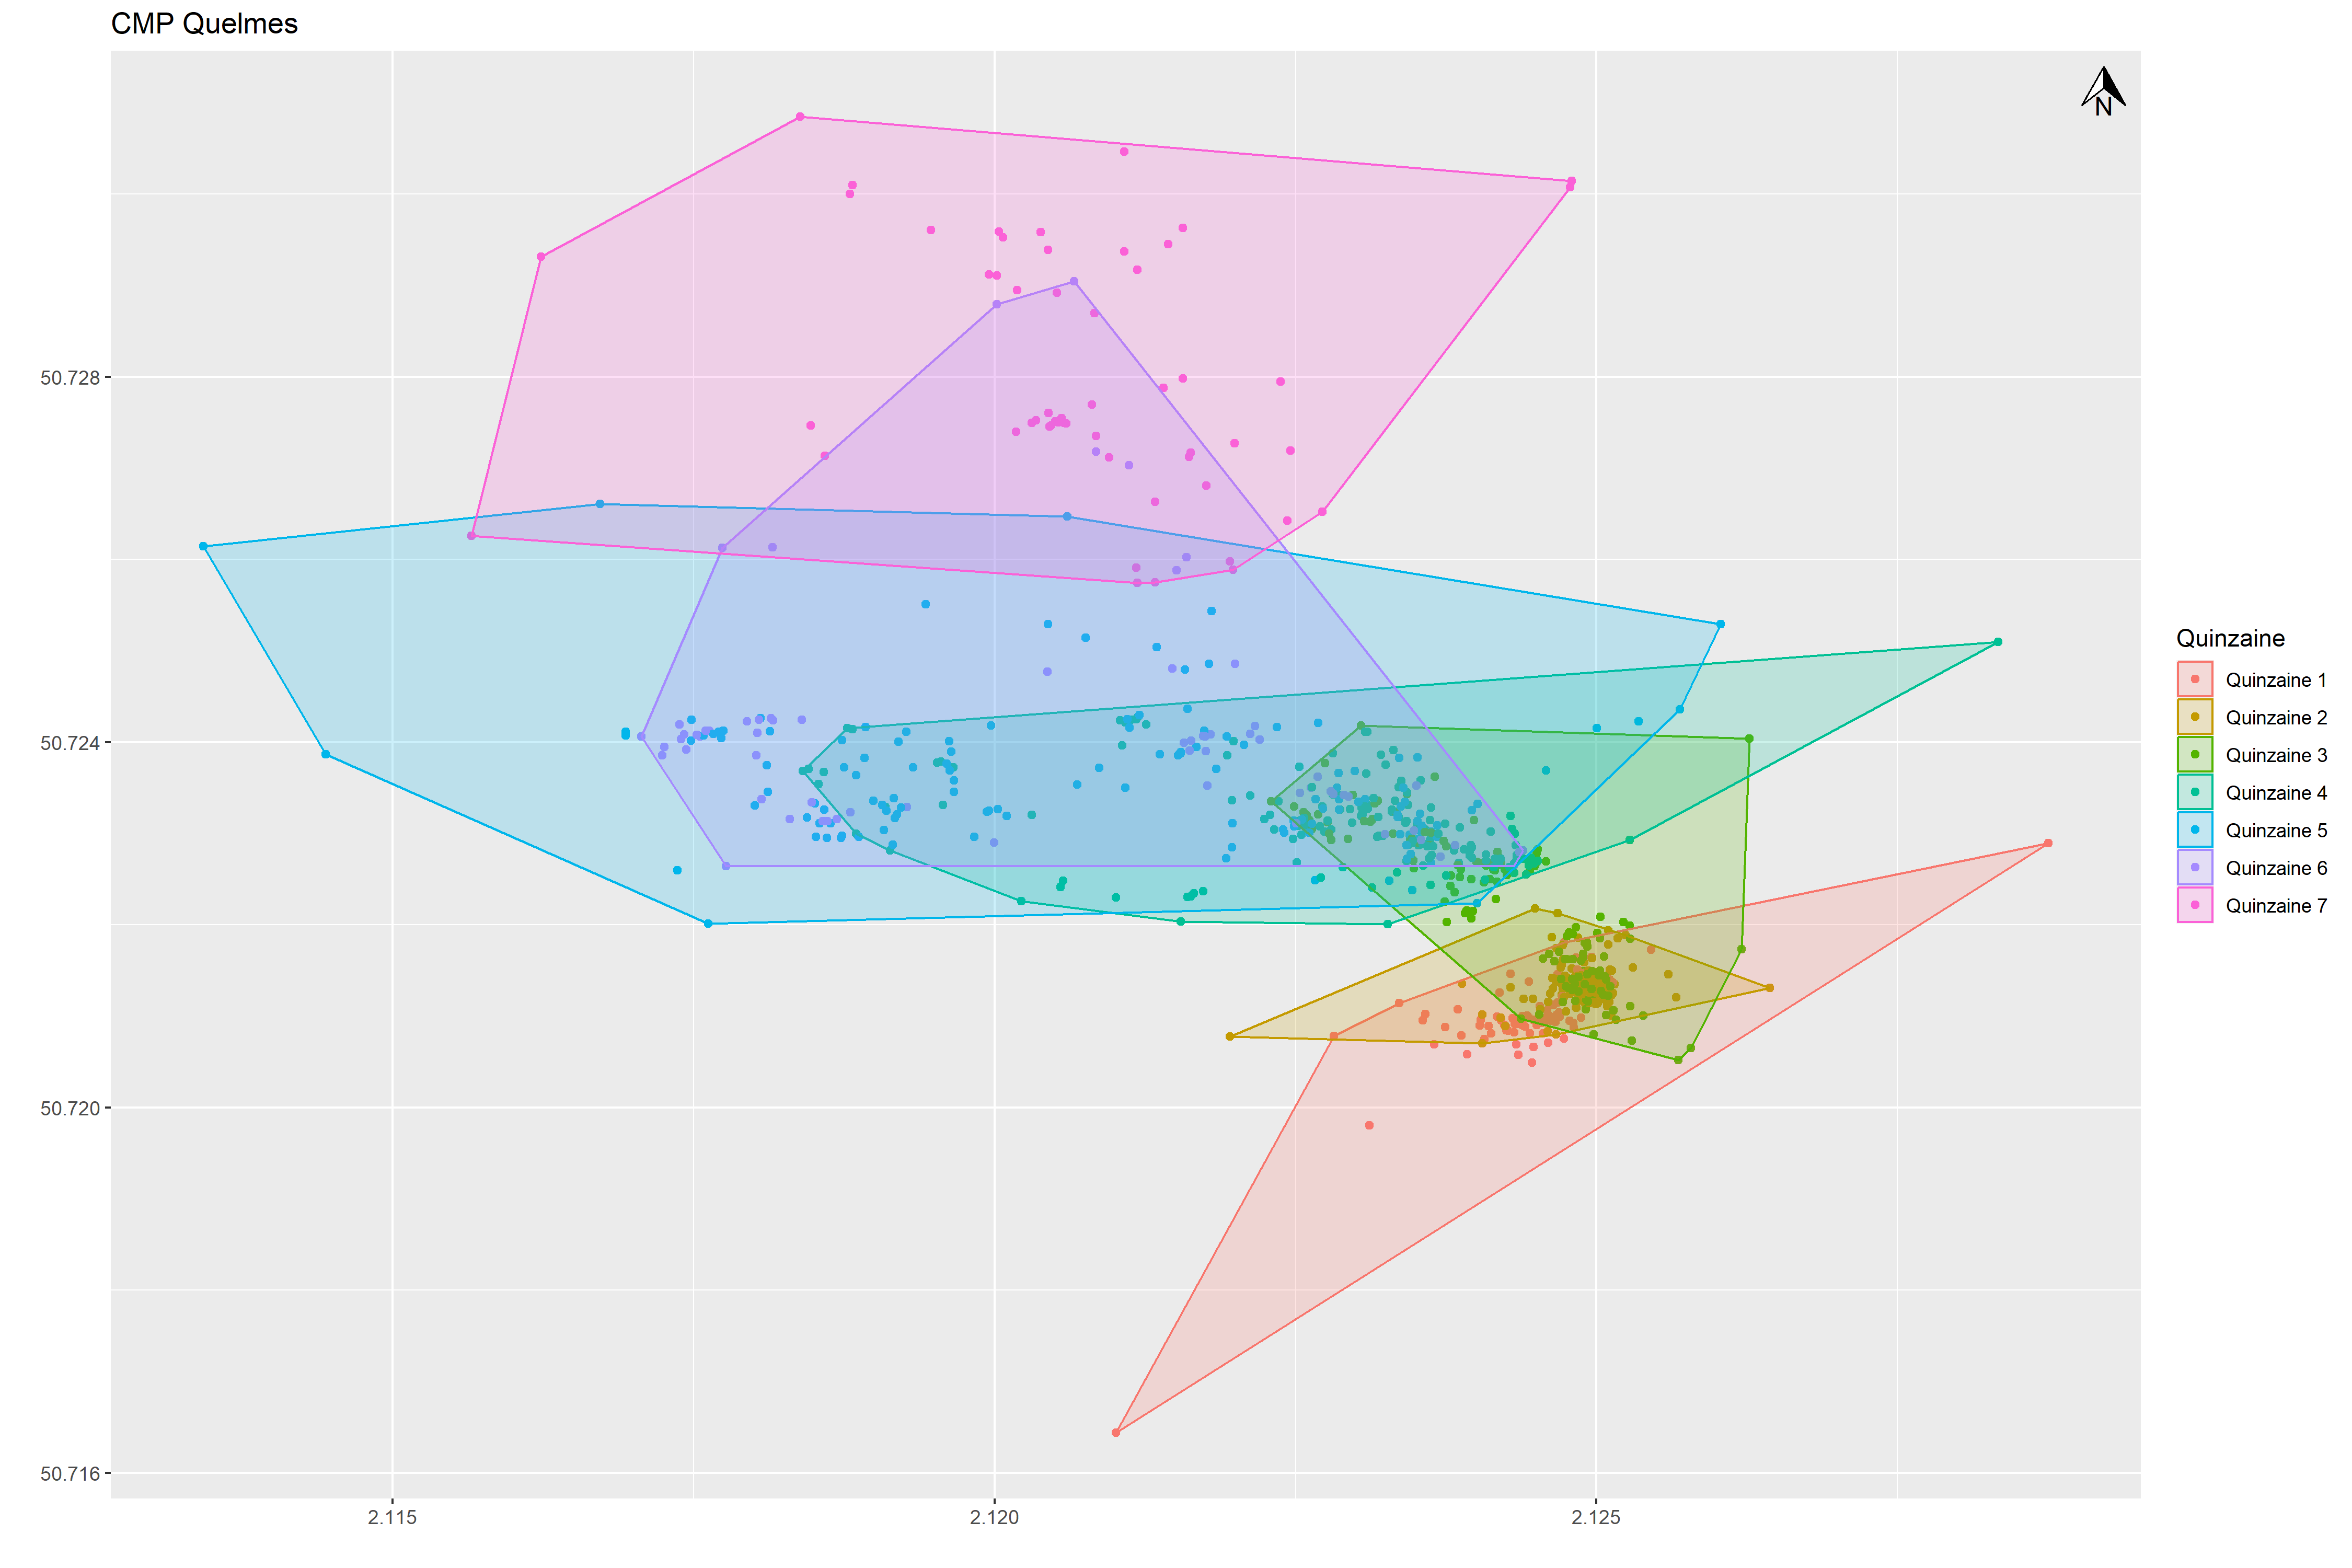 CMP Quelmes
N
50.728
50.724
50.720
50.716
2.115
2.120
2.125
Quinzaine
Quinzaine 1
Quinzaine 2
Quinzaine 3
Quinzaine 4
Quinzaine 5
Quinzaine 6
Quinzaine 7